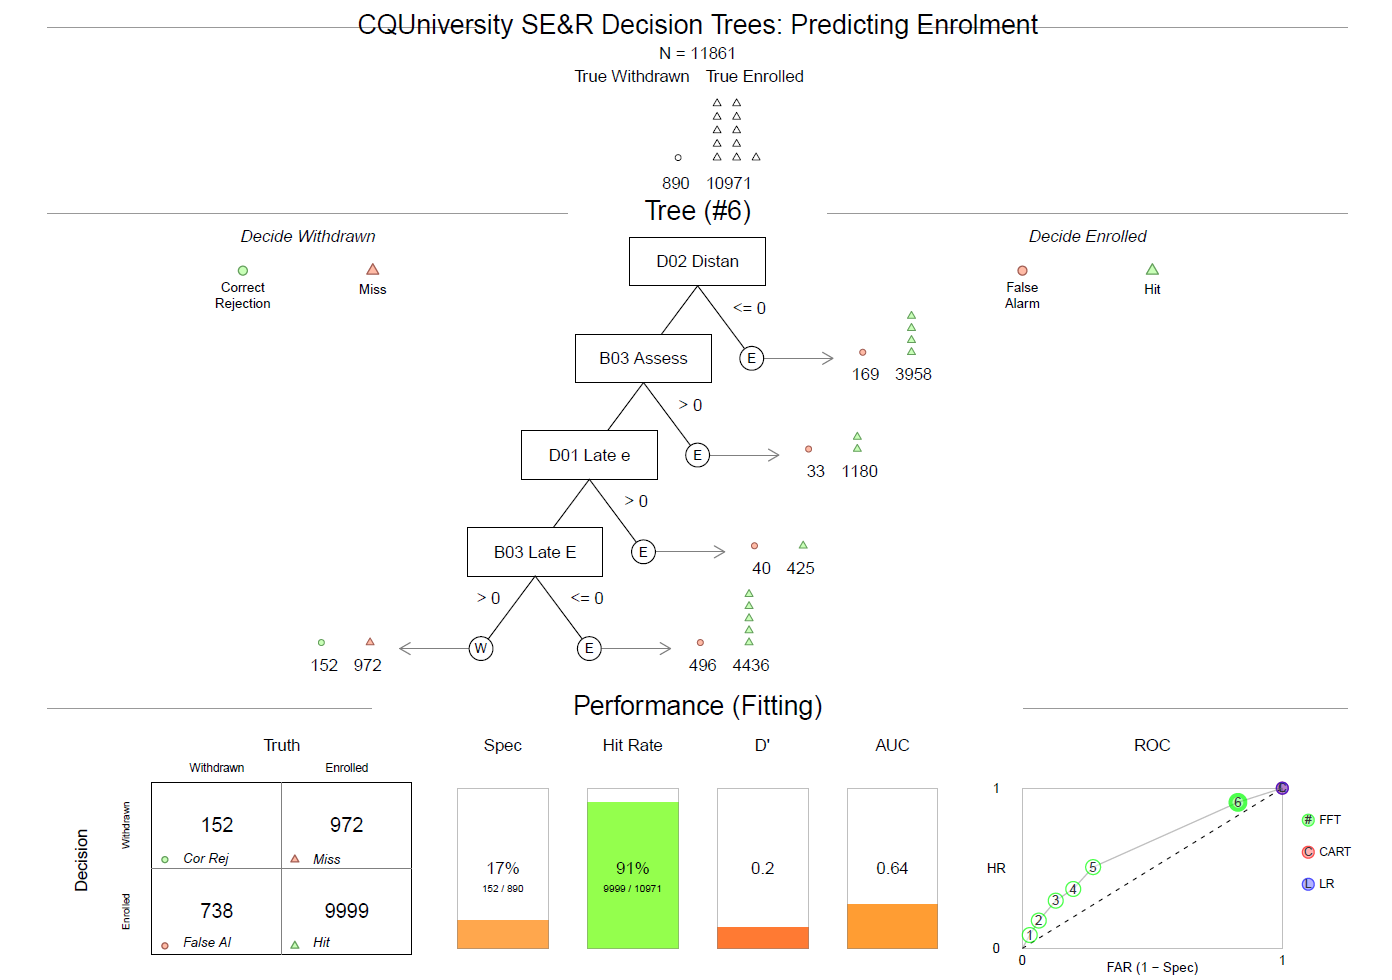 CQUniversity SE&R Decision Trees: Predicting Enrolment
N = 11861
True Withdrawn True Enrolled
890 10971
Tree (#6)
Decide Withdrawn
Correct Rejection
Miss
Decide Enrolled
False Alarm
Hit
D02 Distan
<= 0
B03 Assess
E
169 3958
> 0
D01 Late e
E
33 1180
> 0
B03 Late E
E
40 425
> 0
<= 0
W
E
152 972
496 4436
Performance (Fitting)
Truth
Withdrawn Enrolled
Decision
Withdrawn
Enrolled
152
Cor Rej
972
Miss
738
False Al
9999
Hit
Spec
17%
152 / 890
Hit Rate
91%
9999 / 10971
D'
0.2
AUC
0.64
ROC
1
HR
0
1
2
3
4
5
6
L
0
1
FAR (1 − Spec)
# FFT
C CART
L LR